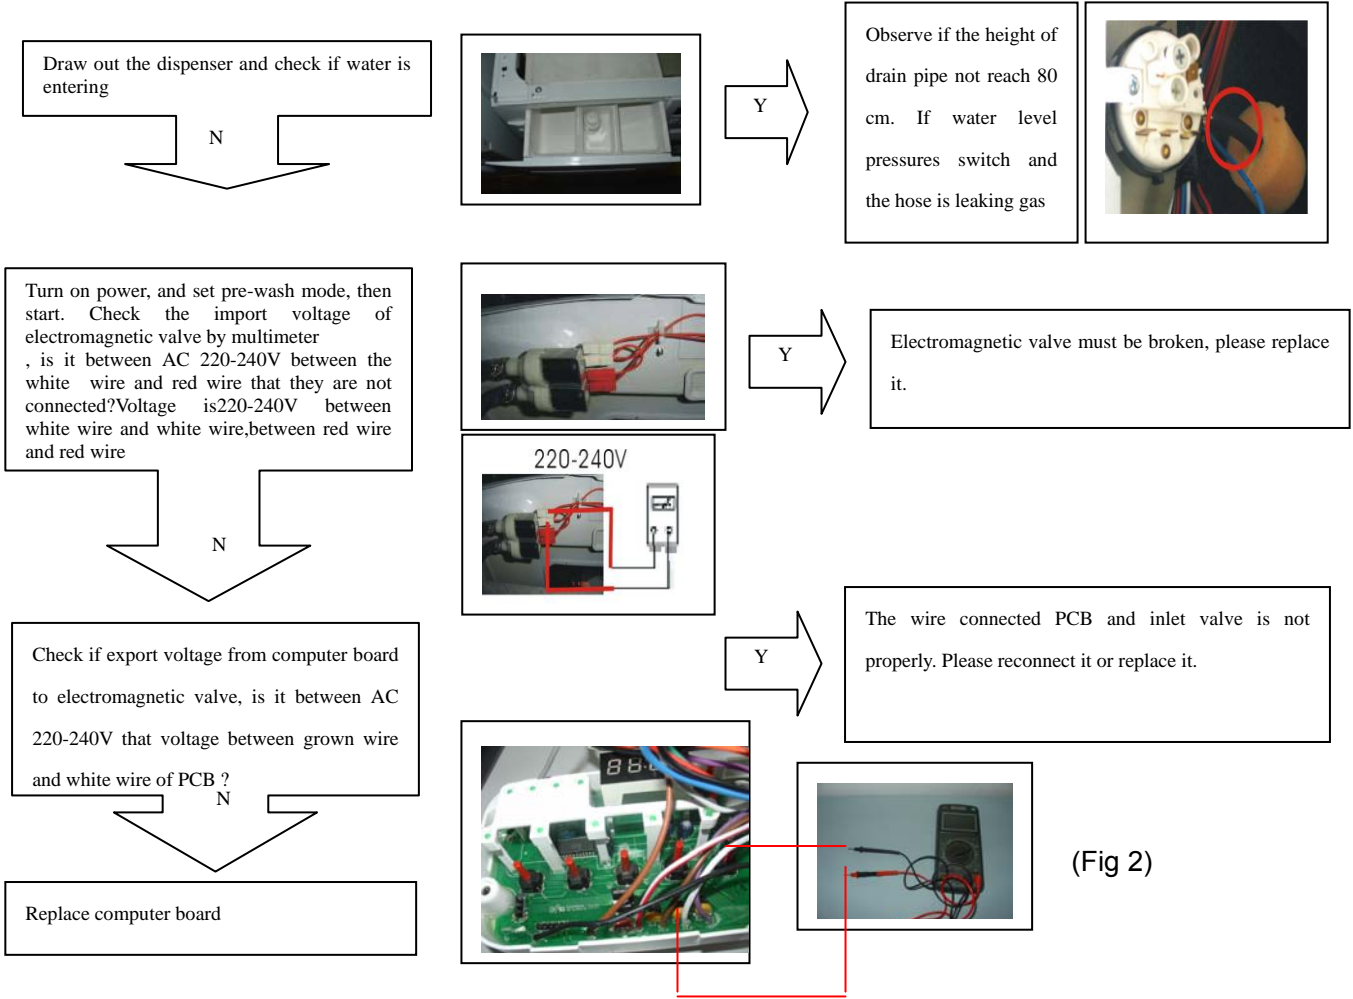 Draw out the dispenser and check if water is
entering
N
Y
Observe if the height of
drain pipe not reach 80
cm. If water level
pressures switch and
the hose is leaking gas
Turn on power, and set pre-wash mode, then
start. Check the import voltage of
electromagnetic valve by multimeter
, is it between AC 220-240V between the
white wire and red wire that they are not
connected?Voltage is220-240V between
white wire and white wire,between red wire
and red wire
Y
Electromagnetic valve must be broken, please replace
it.
220-240V
N
Check if export voltage from computer board
to electromagnetic valve, is it between AC
220-240V that voltage between grown wire
and white wire of PCB ?
N
Y
The wire connected PCB and inlet valve is not
properly. Please reconnect it or replace it.
(Fig 2)
Replace computer board